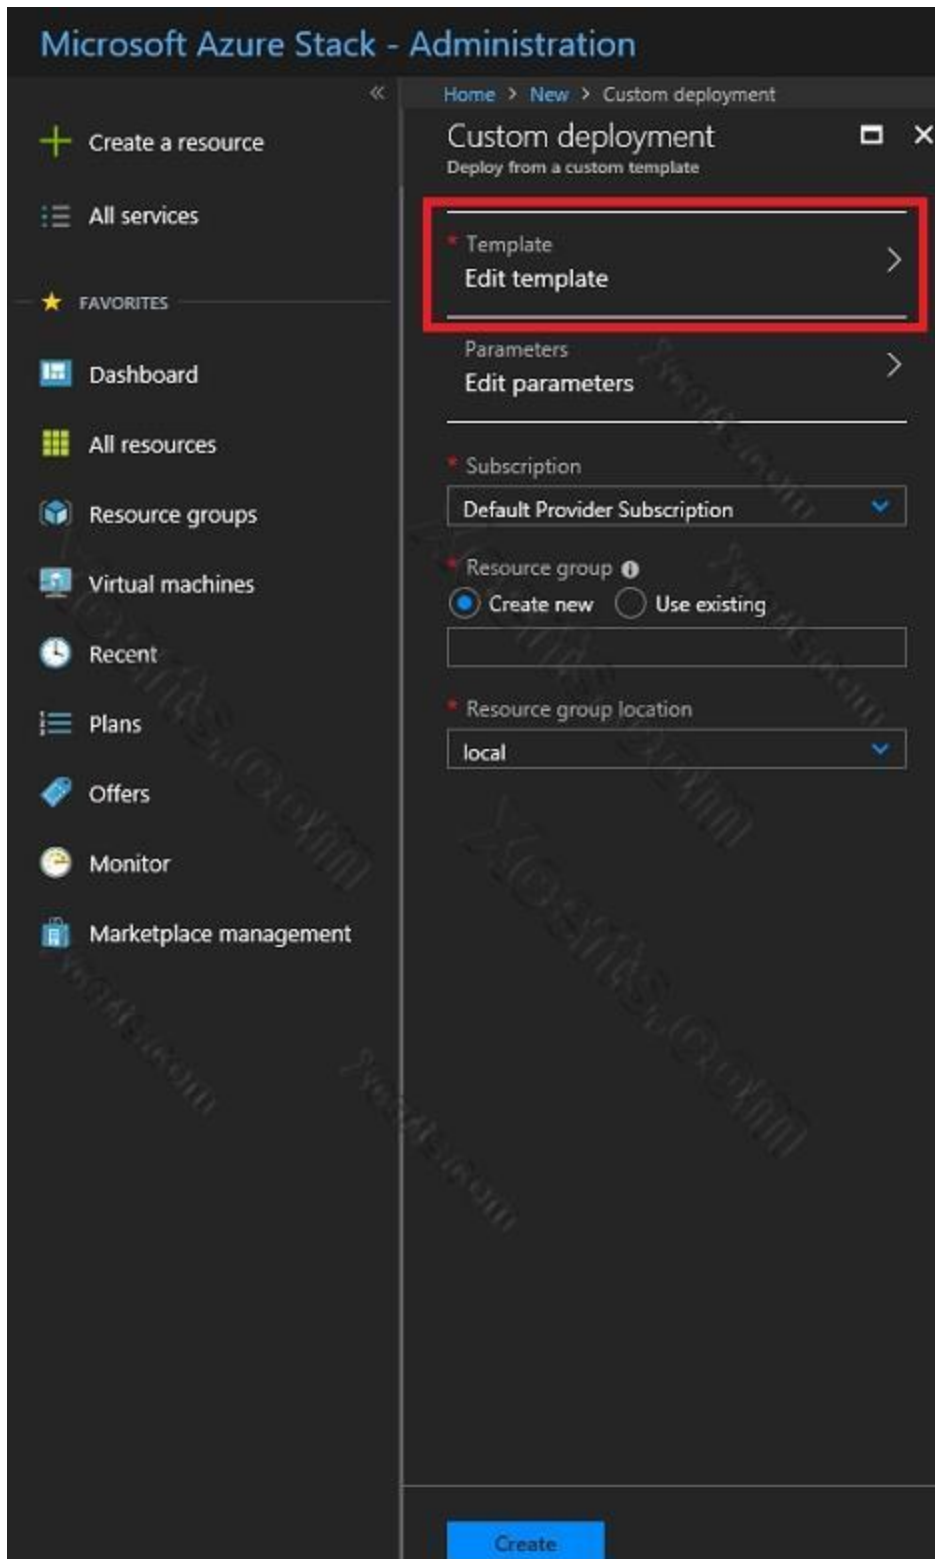 Microsoft Azure Stack - Administration
«
Home > New > Custom deployment
Create a resource
All services
FAVORITES
Dashboard
All resources
Resource groups
Virtual machines
Recent
Plans
Offers
Monitor
Marketplace management
Custom deployment
Deploy from a custom template
* Template
Edit template
Parameters
Edit parameters
* Subscription
Default Provider Subscription
* Resource group
Create new Use existing
* Resource group location
local
Create